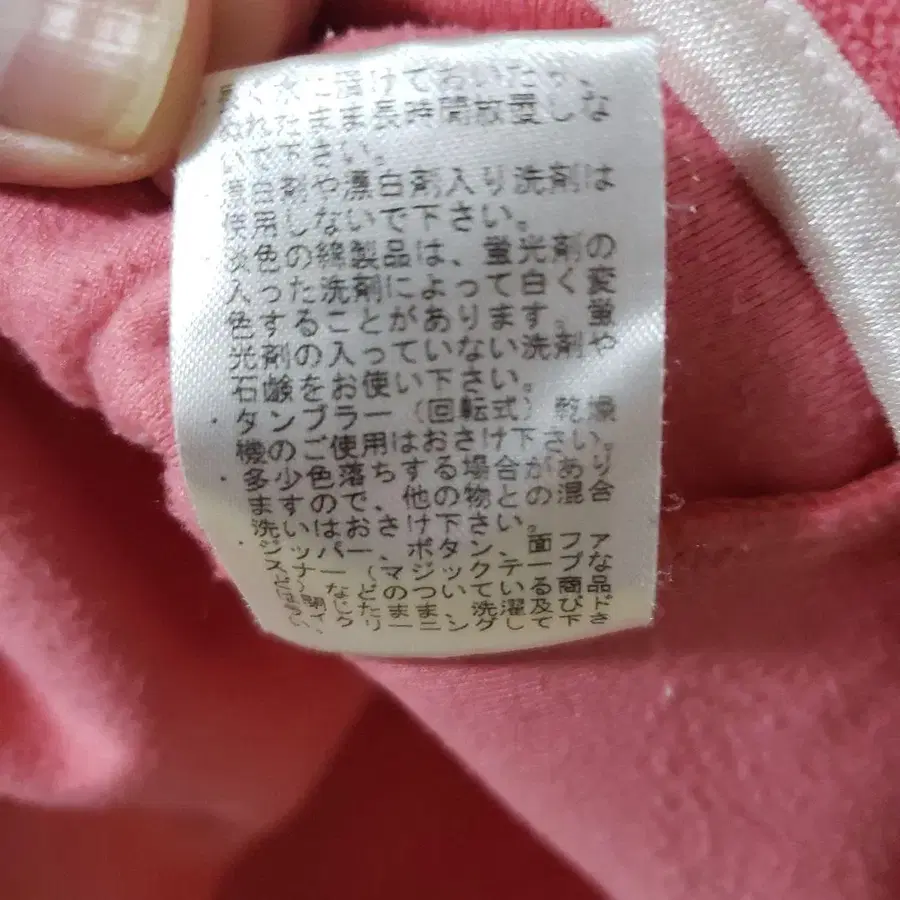 水に漬けておいたり、
ぬれたまま長時間放置しな
いで下さい。
漂白剤や漂白剤入り洗剤は
使用しないで下さい。
淡色の綿製品は、蛍光剤の
入った洗剤によって白く変
色することがあります。蛍
光剤の入っていない洗剤や
石鹸をお使い下さい。
・タンブラー（回転式）乾燥
機のご使用はおさけ下さい。
・多少色落ちする場合があり
ますので、他の物との混合
洗いはおさけ下さい。
・ジッパー、ボタン、面ファ
スナー（マジックテープな
ど）のついている商品
閉じたまま、洗濯及びド
クリーニングして下さ